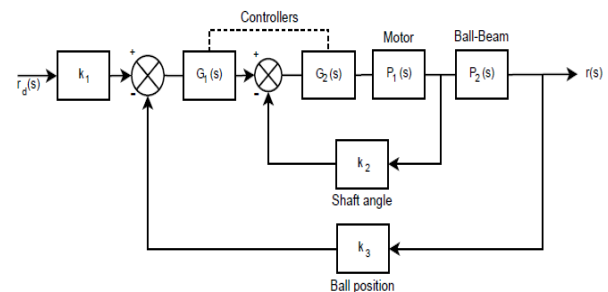 Controllers
Motor Ball-Beam
+ +
r_d(s) k_1 G_1(s) G_2(s) P_1(s) P_2(s) r(s)
- -
k_2
Shaft angle
k_3
Ball position